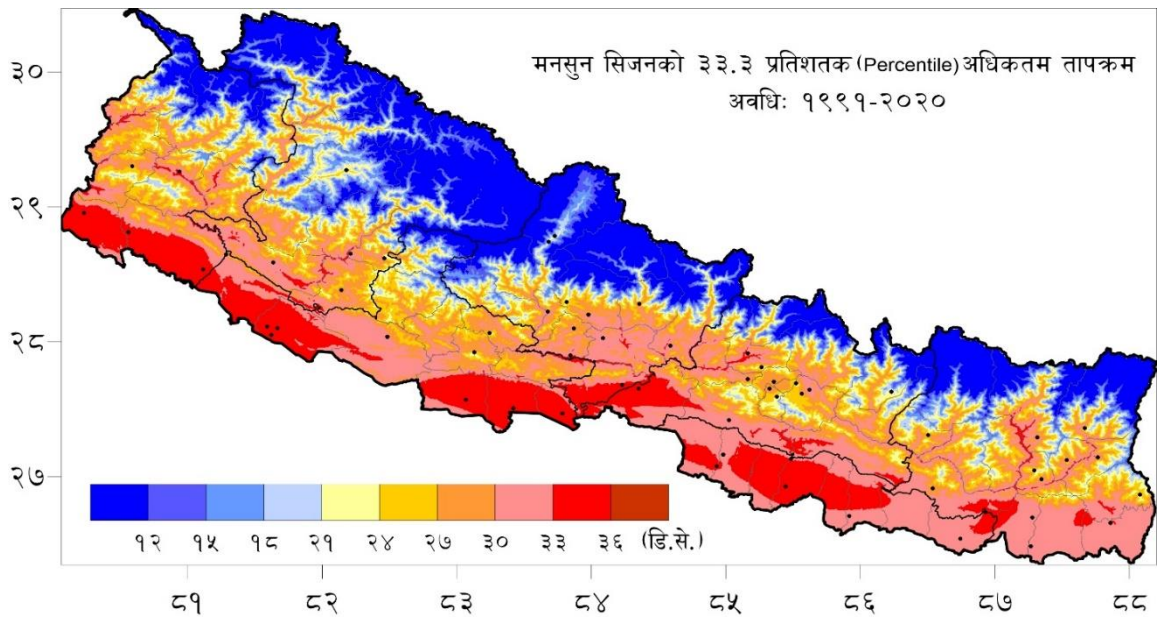 मनसुन सिजनको ३३.३ प्रतिशतक (Percentile) अधिकतम तापक्रम
अवधिः १९९१-२०२०
३०
२९
२८
२७
१२ १५ १८ २१ २४ २७ ३० ३३ ३६ (डि.से.)
८१ ८२ ८३ ८४ ८५ ८६ ८७ ८८